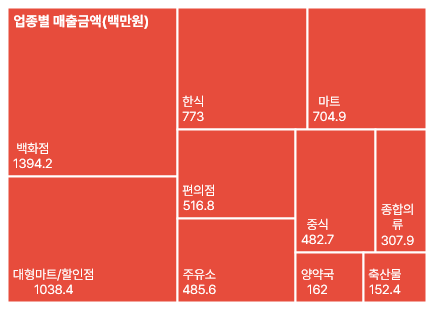 업종별 매출금액(백만원)
백화점
1394.2
대형마트/할인점
1038.4
한식
773
마트
704.9
편의점
516.8
주유소
485.6
중식
482.7
종합의
류
307.9
양약국
162
축산물
152.4